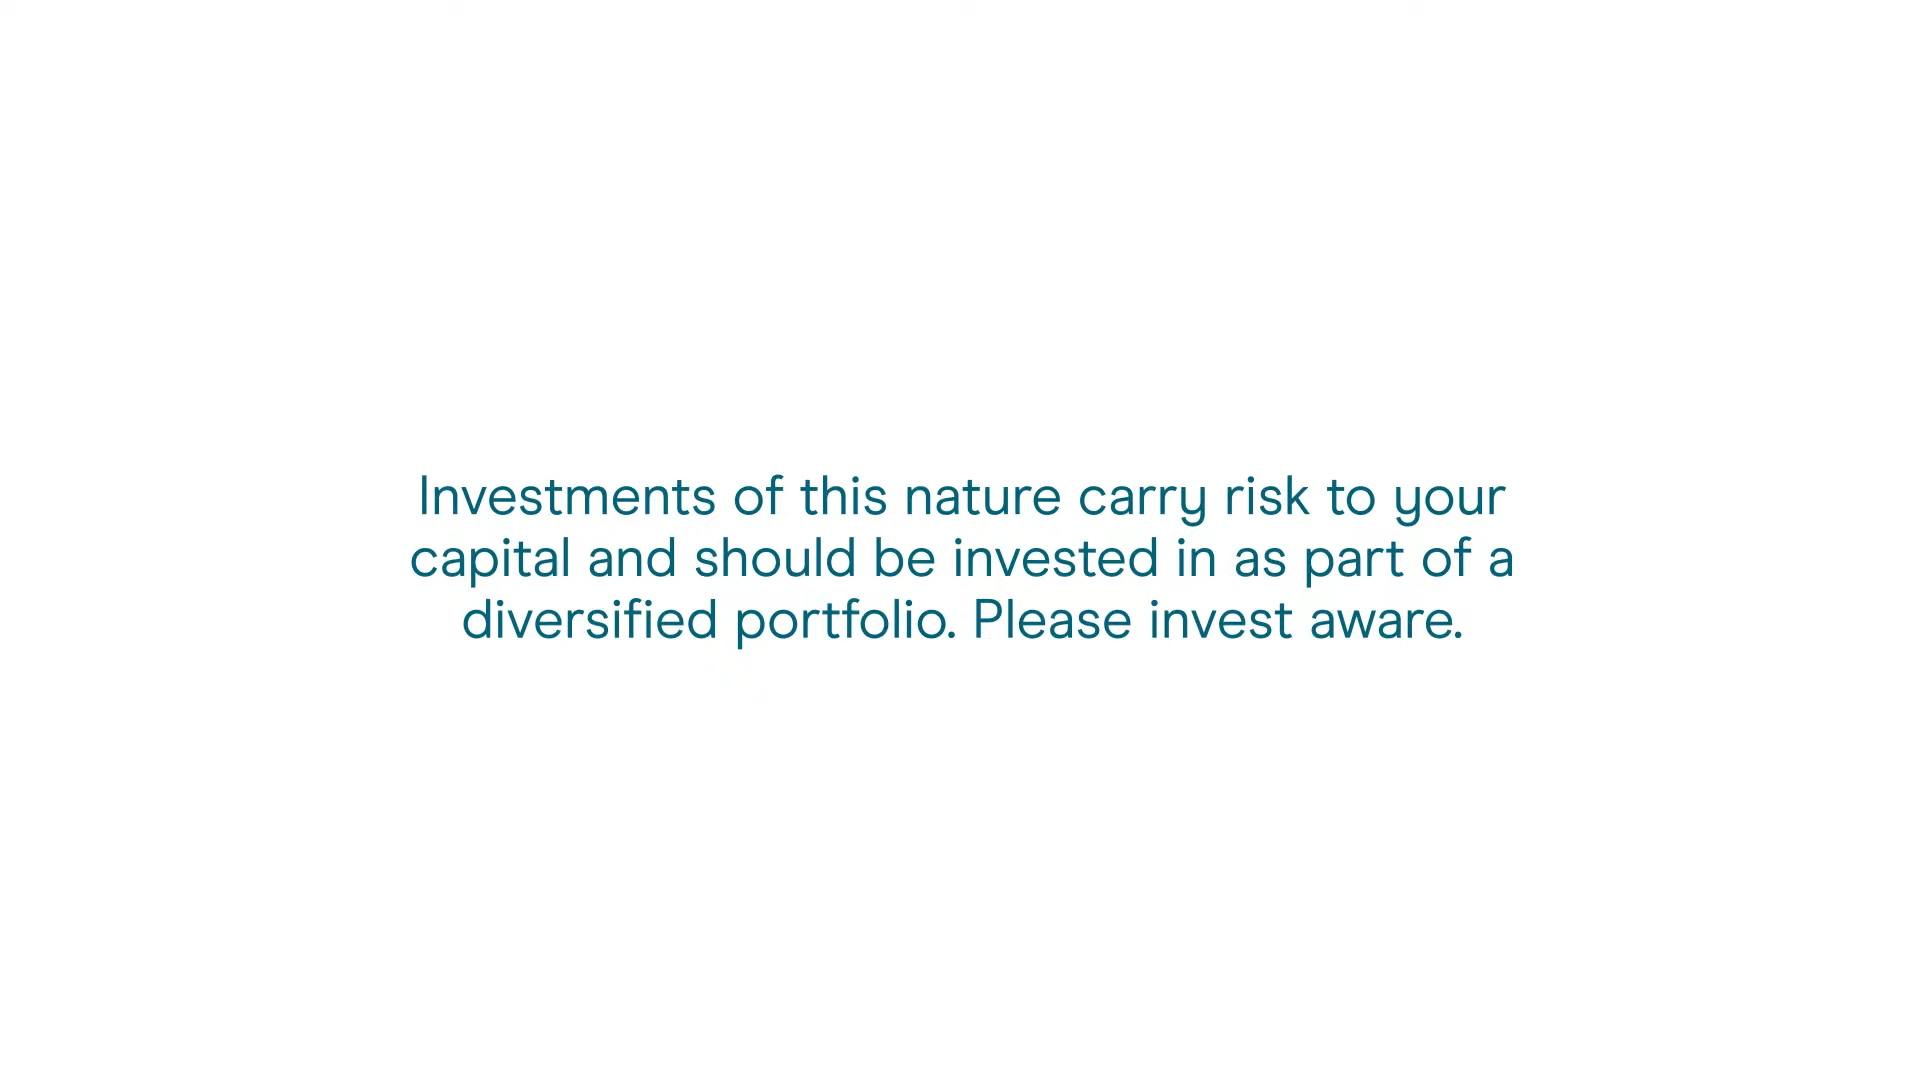 Investments of this nature carry risk to your
capital and should be invested in as part of a
diversified portfolio. Please invest aware.